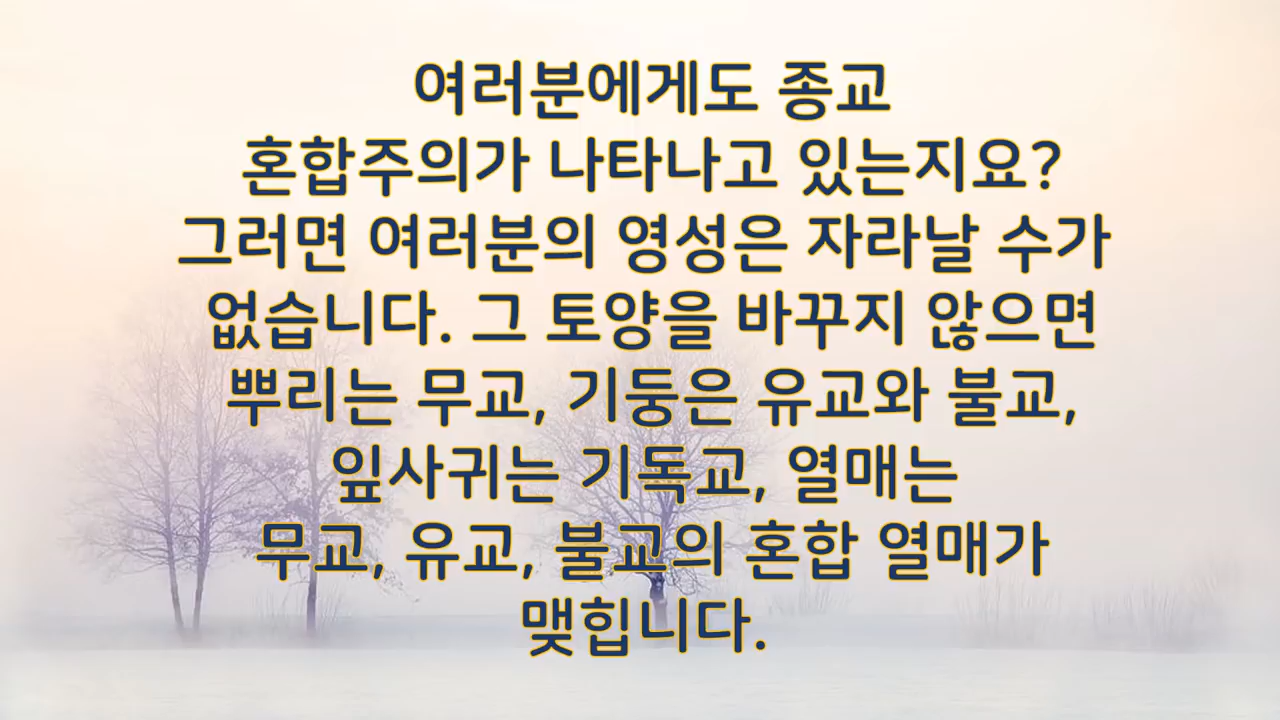 여러분에게도 종교
혼합주의가 나타나고 있는지요?
그러면 여러분의 영성은 자라날 수가
없습니다. 그 토양을 바꾸지 않으면
뿌리는 무교, 기둥은 유교와 불교,
잎사귀는 기독교, 열매는
무교, 유교, 불교의 혼합 열매가
맺힙니다.